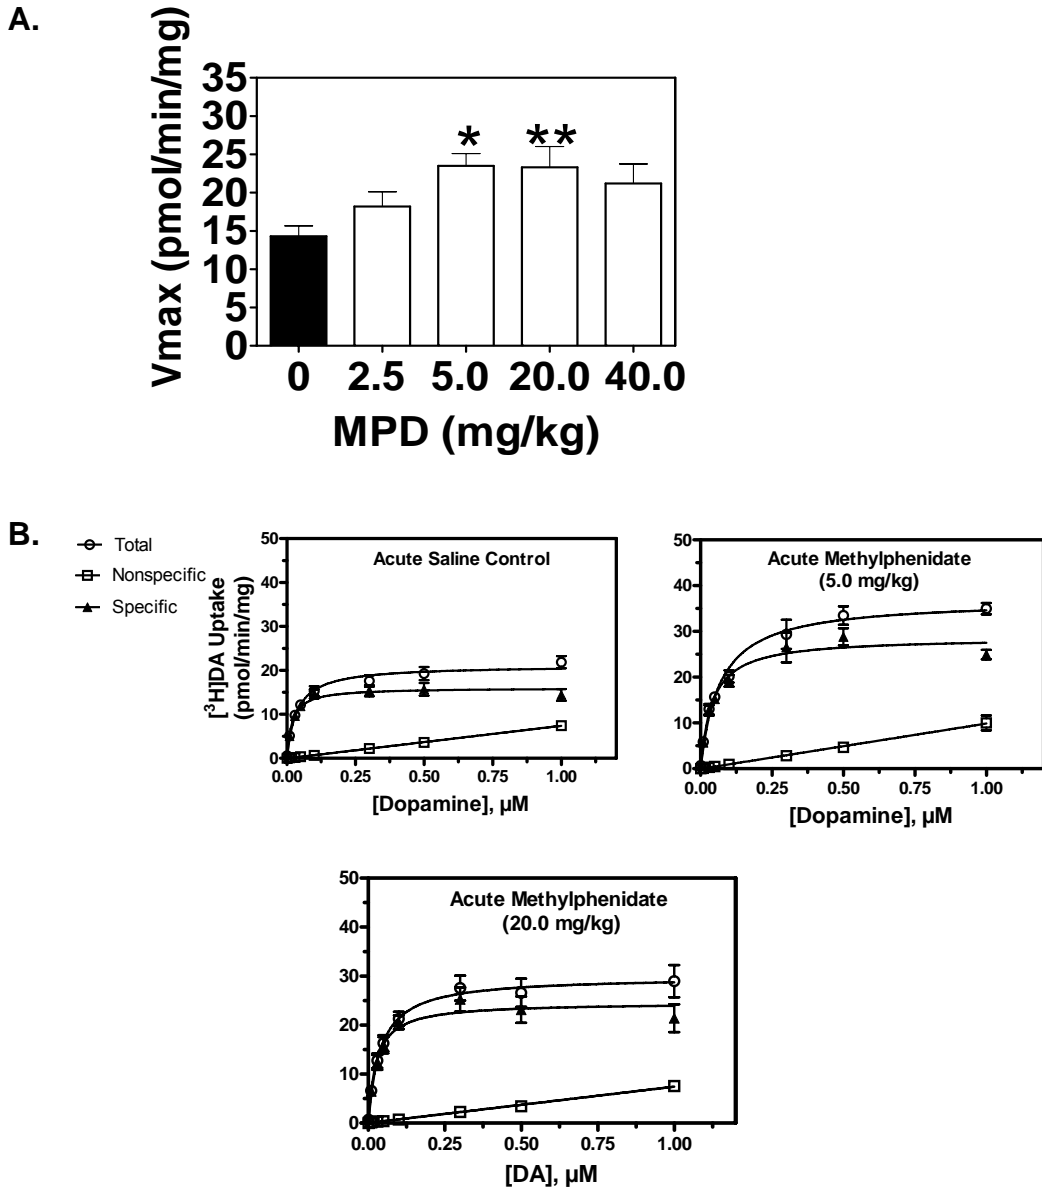 A.
Vmax (pmol/min/mg)
35
30
25
20
15
10
5
0
*
**
0 2.5 5.0 20.0 40.0
MPD (mg/kg)
B.
Total
Nonspecific
Specific
[³H]DA Uptake
(pmol/min/mg)
50
40
30
20
10
0
Acute Saline Control
0.00 0.25 0.50 0.75 1.00
[Dopamine], µM
50
40
30
20
10
0
Acute Methylphenidate
(5.0 mg/kg)
0.00 0.25 0.50 0.75 1.00
[Dopamine], µM
50
40
30
20
10
0
Acute Methylphenidate
(20.0 mg/kg)
0.00 0.25 0.50 0.75 1.00
[DA], µM